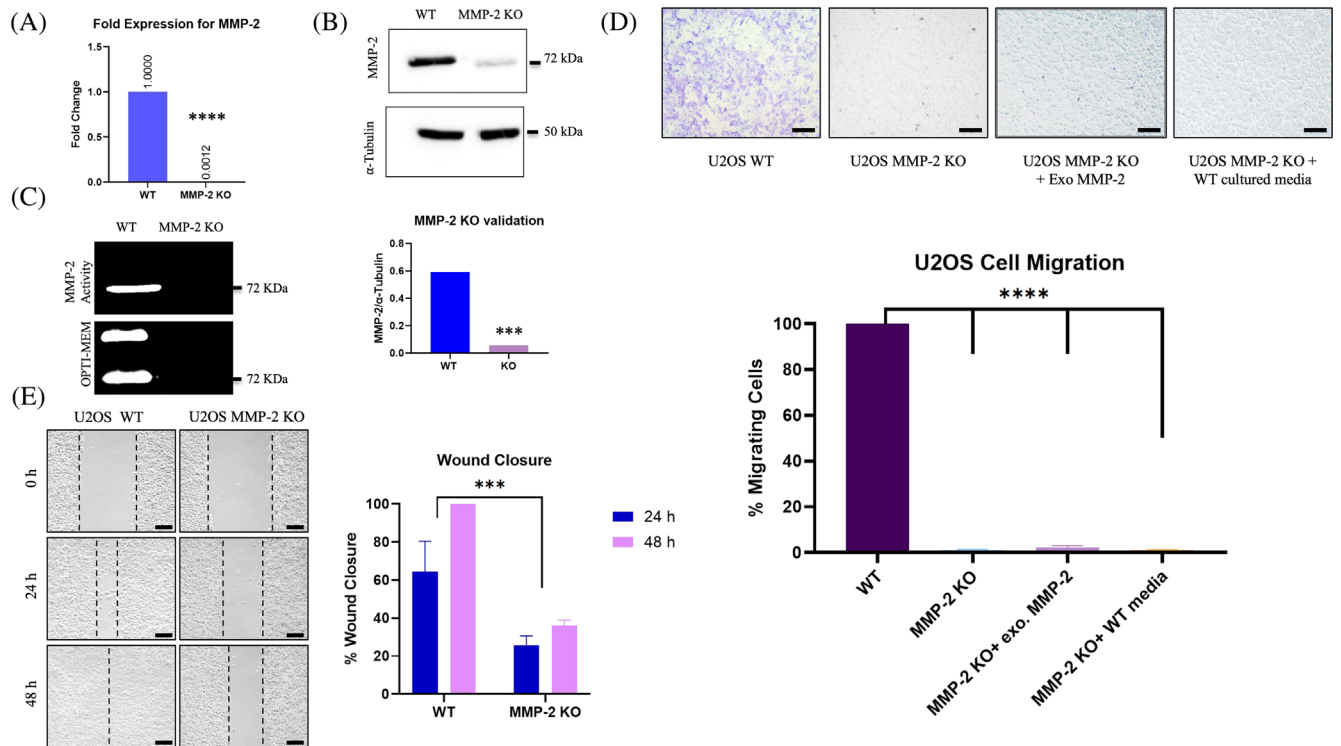 (A)
Fold Expression for MMP-2
Fold Change
1.5
1.0
0.5
0.0
1.0000
****
0.0012
WT
MMP-2 KO
(B)
WT
MMP-2 KO
MMP-2
72 kDa
α-Tubulin
50 kDa
MMP-2 KO validation
MMP-2/α-Tubulin
0.8
0.6
0.4
0.2
0.0
***
WT
KO
(C)
WT
MMP-2 KO
MMP-2
Activity
72 KDa
OPTI-MEM
72 KDa
(D)
U2OS WT
U2OS MMP-2 KO
U2OS MMP-2 KO
+ Exo MMP-2
U2OS MMP-2 KO +
WT cultured media
U2OS Cell Migration
****
% Migrating Cells
100
80
60
40
20
0
WT
MMP-2 KO
MMP-2 KO+ exo. MMP-2
MMP-2 KO+ WT media
(E)
U2OS WT
U2OS MMP-2 KO
0 h
24 h
48 h
Wound Closure
***
% Wound Closure
100
80
60
40
20
0
WT
MMP-2 KO
24 h
48 h